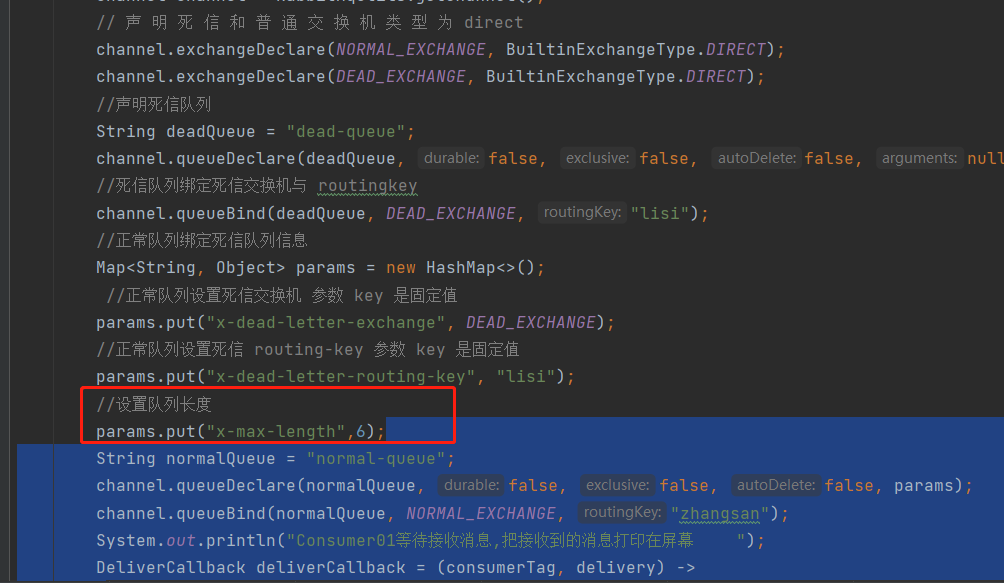 // 声 明 死 信 和 普 通 交 换 机 类 型 为 direct
channel.exchangeDeclare(NORMAL_EXCHANGE, BuiltinExchangeType.DIRECT);
channel.exchangeDeclare(DEAD_EXCHANGE, BuiltinExchangeType.DIRECT);
//声明死信队列
String deadQueue = "dead-queue";
channel.queueDeclare(deadQueue, durable: false, exclusive: false, autoDelete: false, arguments: null
//死信队列绑定死信交换机与 routingkey
channel.queueBind(deadQueue, DEAD_EXCHANGE, routingKey: "lisi");
//正常队列绑定死信队列信息
Map<String, Object> params = new HashMap<>();
//正常队列设置死信交换机 参数 key 是固定值
params.put("x-dead-letter-exchange", DEAD_EXCHANGE);
//正常队列设置死信 routing-key 参数 key 是固定值
params.put("x-dead-letter-routing-key", "lisi");
//设置队列长度
params.put("x-max-length",6);
String normalQueue = "normal-queue";
channel.queueDeclare(normalQueue, durable: false, exclusive: false, autoDelete: false, params);
channel.queueBind(normalQueue, NORMAL_EXCHANGE, routingKey: "zhangsan");
System.out.println("Consumer01等待接收消息,把接收到的消息打印在屏幕    ");
DeliverCallback deliverCallback = (consumerTag, delivery) ->